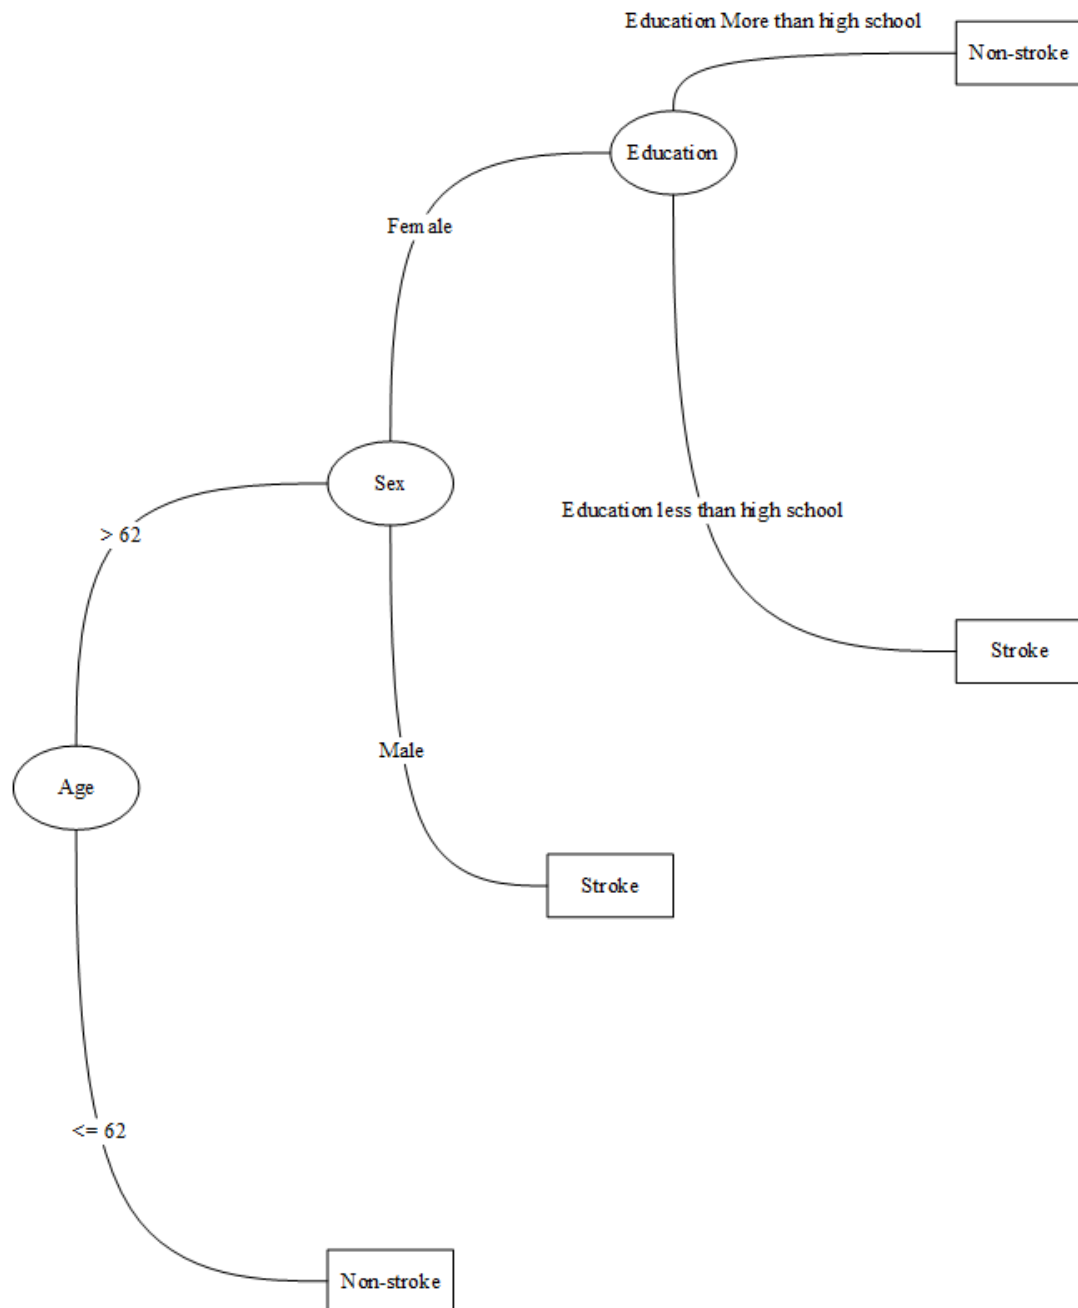 Education More than high school
Non-stroke
Education
Female
Sex
Education less than high school
> 62
Stroke
Male
Age
Stroke
<= 62
Non-stroke